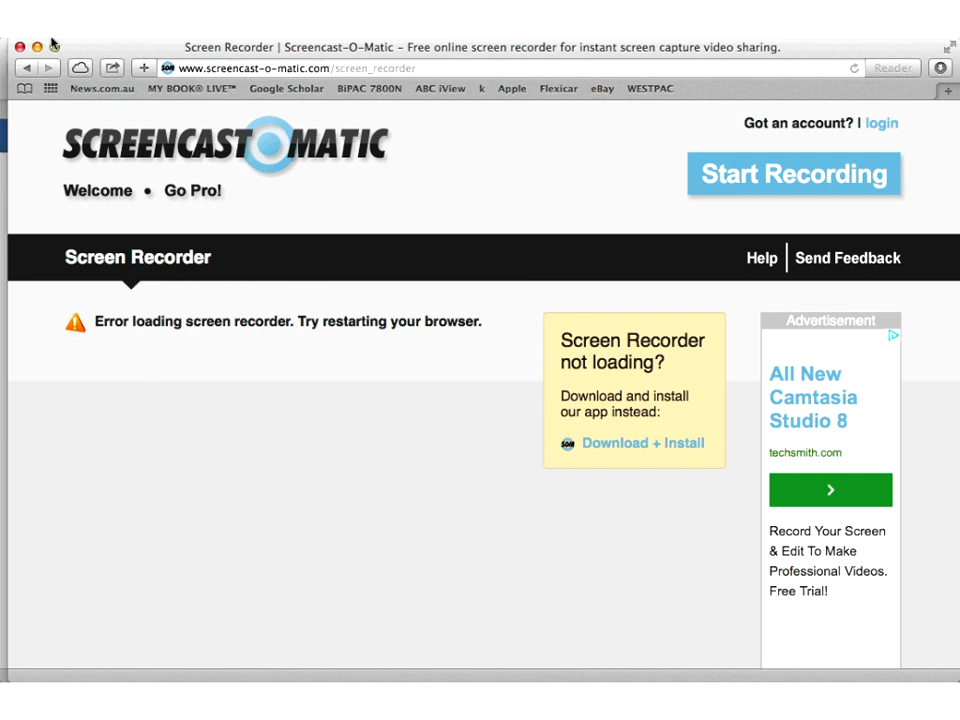 Screen Recorder | Screencast-O-Matic – Free online screen recorder for instant screen capture video sharing.
www.screencast-o-matic.com/screen_recorder
Reader
News.com.au MY BOOK® LIVE™ Google Scholar BiPAC 7800N ABC iView k Apple Flexicar eBay WESTPAC
SCREENCAST O MATIC
Got an account? | login
Start Recording
Welcome • Go Pro!
Screen Recorder
Help | Send Feedback
Error loading screen recorder. Try restarting your browser.
Screen Recorder
not loading?
Download and install
our app instead:
SOM Download + Install
Advertisement
All New
Camtasia
Studio 8
techsmith.com
Record Your Screen
& Edit To Make
Professional Videos.
Free Trial!